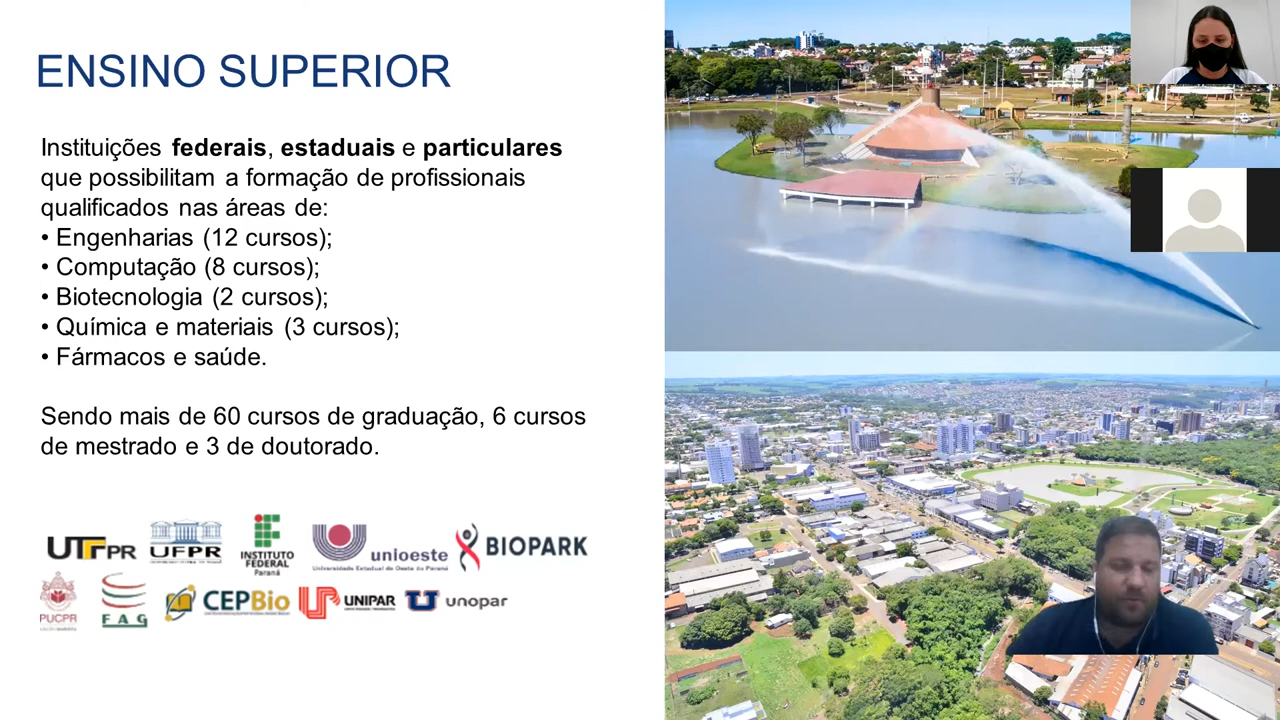 ENSINO SUPERIOR
Instituições federais, estaduais e particulares
que possibilitam a formação de profissionais
qualificados nas áreas de:
• Engenharias (12 cursos);
• Computação (8 cursos);
• Biotecnologia (2 cursos);
• Química e materiais (3 cursos);
• Fármacos e saúde.
Sendo mais de 60 cursos de graduação, 6 cursos
de mestrado e 3 de doutorado.
UTFPR
UFPR
INSTITUTO
FEDERAL
Paraná
unioeste
Universidade Estadual do Oeste do Paraná
BIOPARK
PUCPR
FAG
CEPBio
UNIPAR
unopar